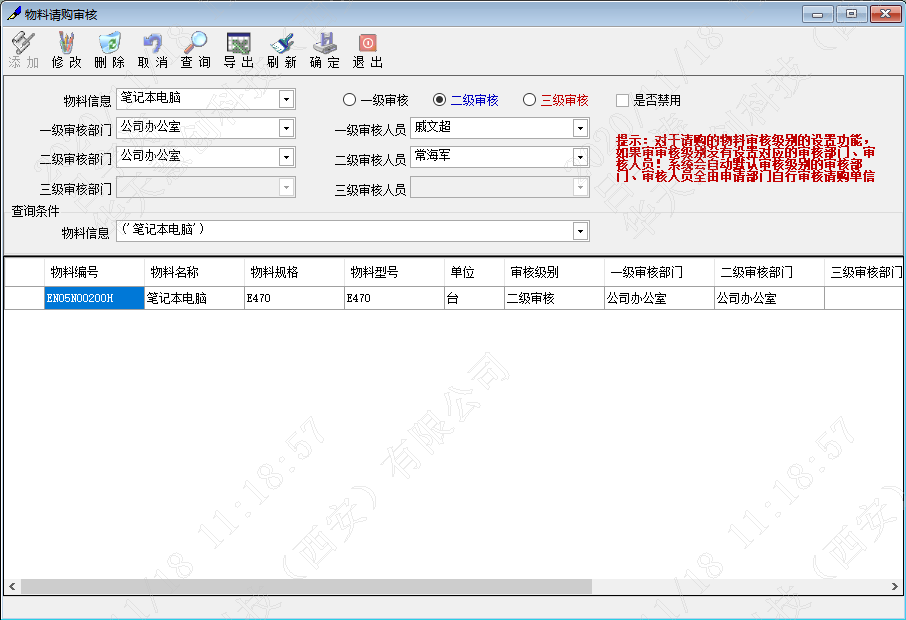 物料请购审核
添加 修改 删除 取消 查询 导出 刷新 确定 退出
物料信息 笔记本电脑 一级审核 二级审核 三级审核 是否禁用
一级审核部门 公司办公室 一级审核人员 戚文超
二级审核部门 公司办公室 二级审核人员 常海军
三级审核部门 三级审核人员
提示：对于请购的物料审核级别的设置功能，
如果审审核级别没有设置对应的审核部门、审
核人员！系统会自动默认审核级别的审核部
门、审核人员全由申请部门自行审核请购单信
查询条件
物料信息 ('笔记本电脑')
物料编号 物料名称 物料规格 物料型号 单位 审核级别 一级审核部门 二级审核部门 三级审核部门
EN05N00200H 笔记本电脑 E470 E470 台 二级审核 公司办公室 公司办公室
11:18:57
（西安）有限公司
11:18:57
（西安）